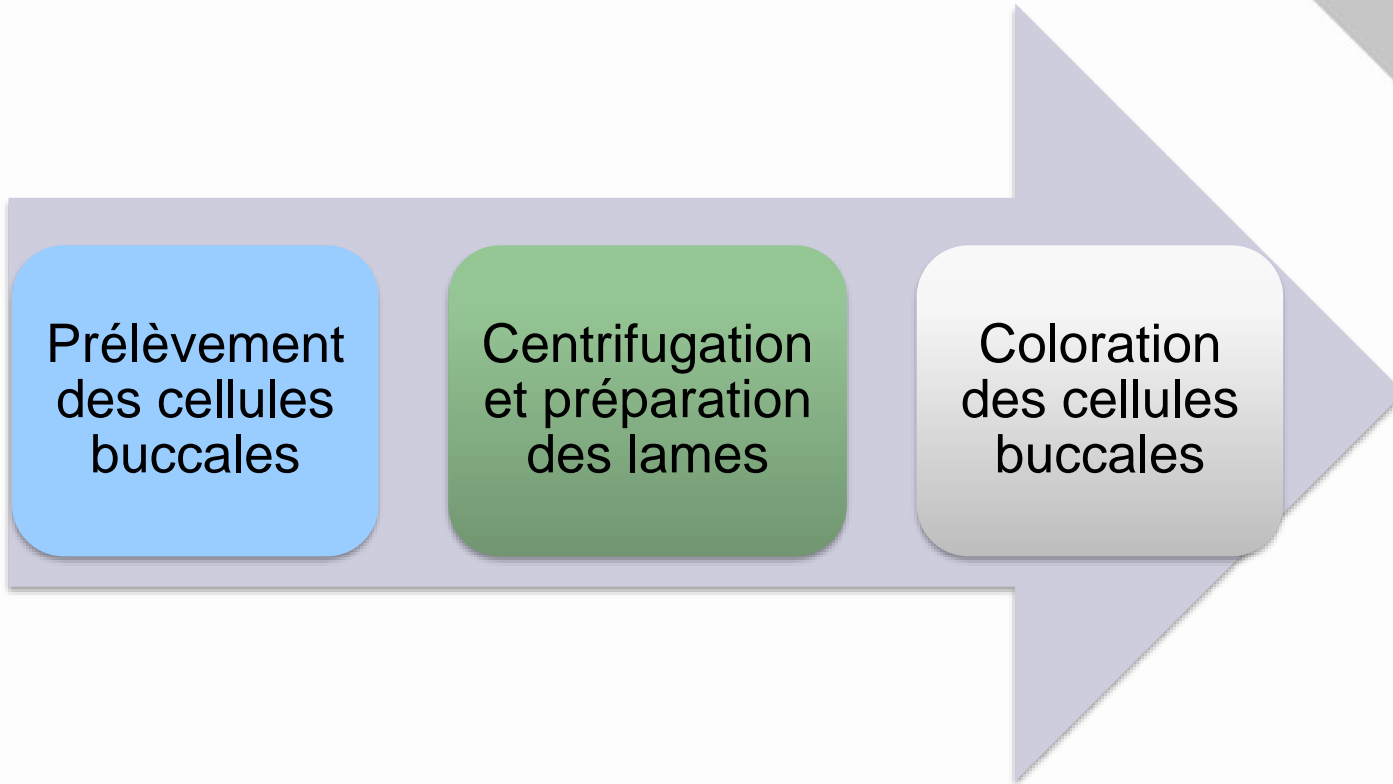 Prélèvement
des cellules
buccales
Centrifugation
et préparation
des lames
Coloration
des cellules
buccales